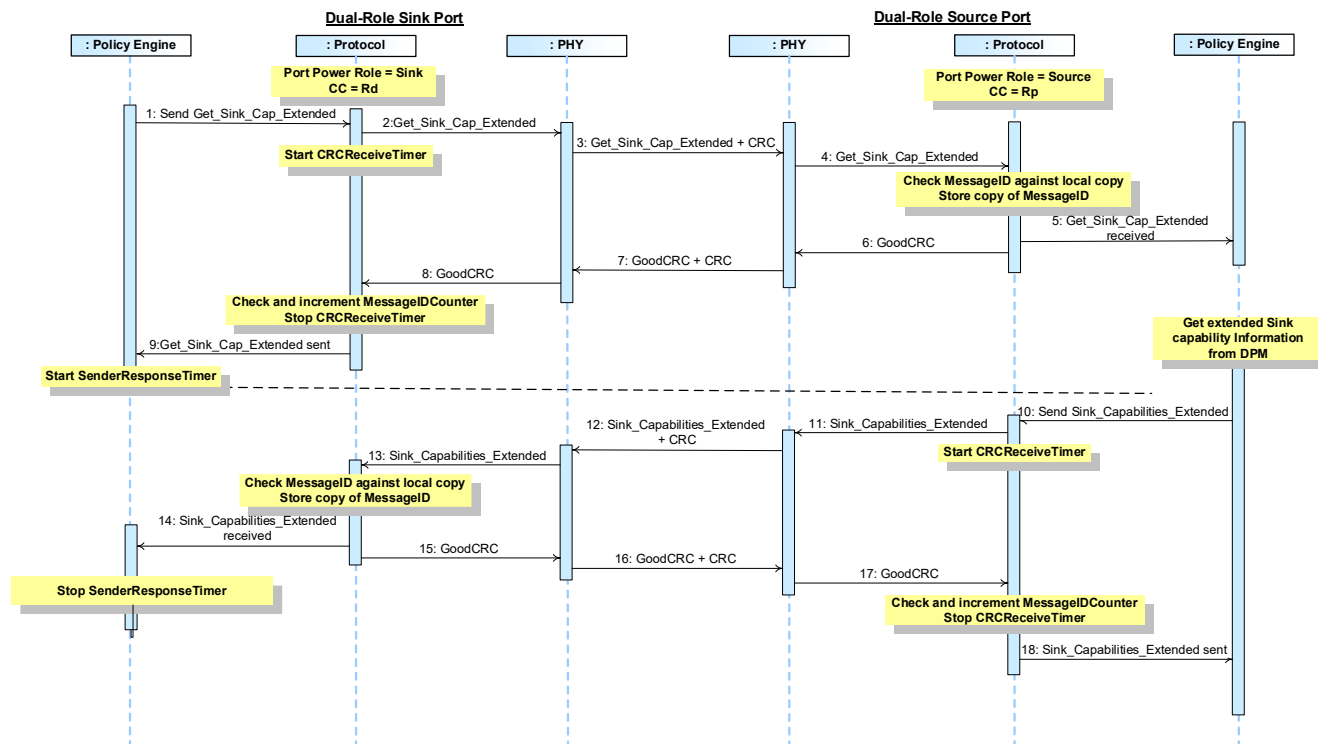 Dual-Role Sink Port
Dual-Role Source Port
: Policy Engine
: Protocol
: PHY
: PHY
: Protocol
: Policy Engine
Port Power Role = Sink
CC = Rd
Port Power Role = Source
CC = Rp
1: Send Get_Sink_Cap_Extended
2:Get_Sink_Cap_Extended
Start CRCReceiveTimer
3: Get_Sink_Cap_Extended + CRC
4: Get_Sink_Cap_Extended
Check MessageID against local copy
Store copy of MessageID
5: Get_Sink_Cap_Extended
received
6: GoodCRC
7: GoodCRC + CRC
8: GoodCRC
Check and increment MessageIDCounter
Stop CRCReceiveTimer
9:Get_Sink_Cap_Extended sent
Start SenderResponseTimer
Get extended Sink
capability Information
from DPM
10: Send Sink_Capabilities_Extended
11: Sink_Capabilities_Extended
Start CRCReceiveTimer
12: Sink_Capabilities_Extended
+ CRC
13: Sink_Capabilities_Extended
Check MessageID against local copy
Store copy of MessageID
14: Sink_Capabilities_Extended
received
15: GoodCRC
16: GoodCRC + CRC
17: GoodCRC
Stop SenderResponseTimer
Check and increment MessageIDCounter
Stop CRCReceiveTimer
18: Sink_Capabilities_Extended sent